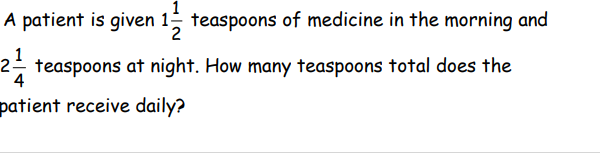 A patient is given 1 1/2 teaspoons of medicine in the morning and
2 1/4 teaspoons at night. How many teaspoons total does the
patient receive daily?